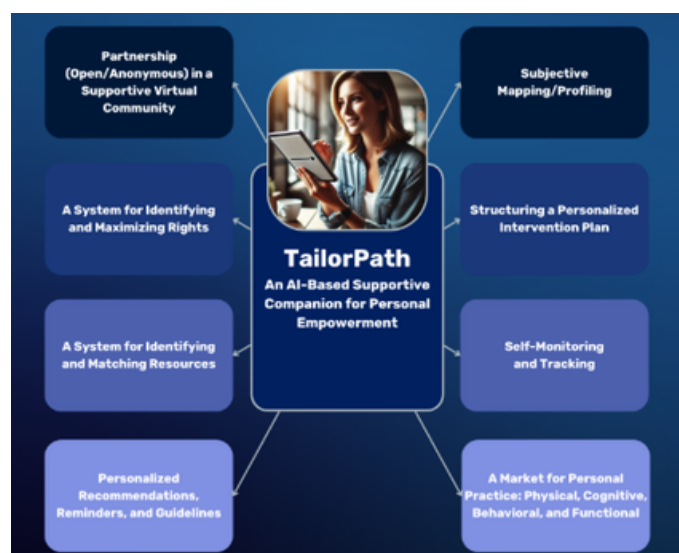 Partnership
(Open/Anonymous) in a
Supportive Virtual
Community
Subjective
Mapping/Profiling
A System for Identifying
and Maximizing Rights
Structuring a Personalized
Intervention Plan
TailorPath
An AI-Based Supportive
Companion for Personal
Empowerment
A System for Identifying
and Matching Resources
Self-Monitoring
and Tracking
Personalized
Recommendations,
Reminders, and Guidelines
A Market for Personal
Practice: Physical, Cognitive,
Behavioral, and Functional